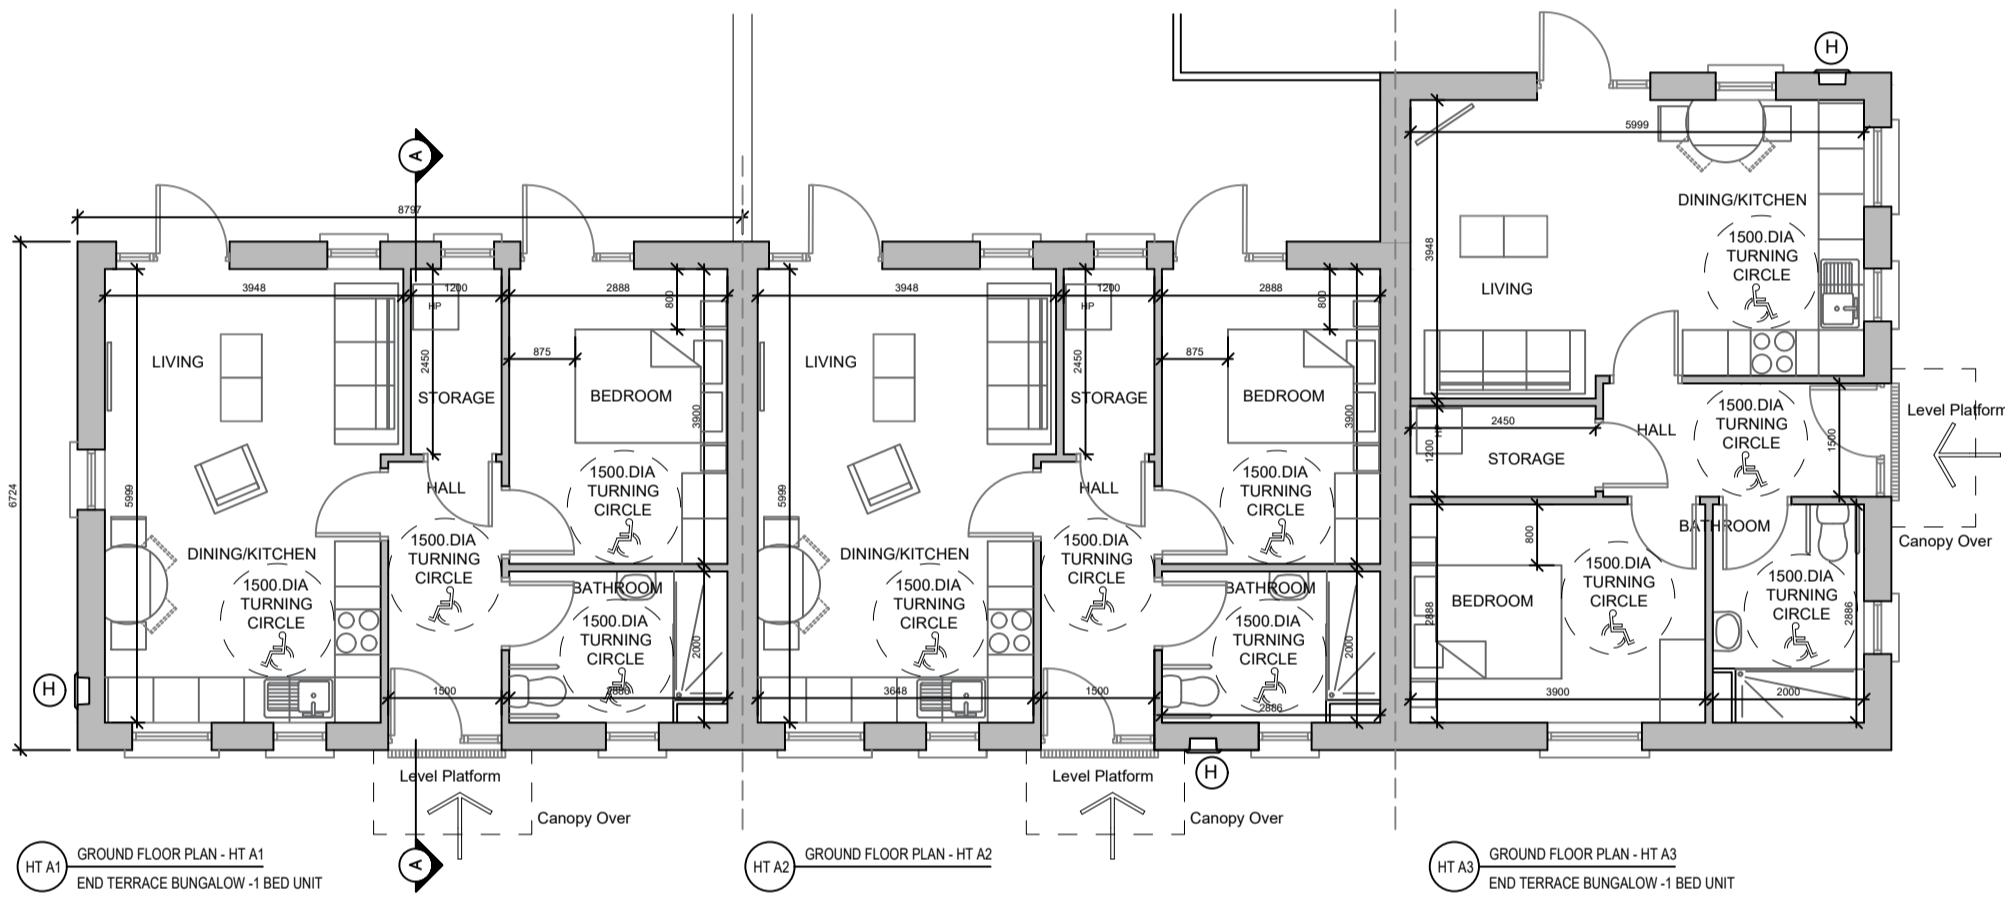 H
5999
DINING/KITCHEN
1500.DIA
TURNING
CIRCLE
3948
LIVING
A
8797
3948
1200
2888
800
HP
LIVING
875
2450
STORAGE
BEDROOM
3900
1500.DIA
TURNING
CIRCLE
HALL
5999
6724
DINING/KITCHEN
1500.DIA
TURNING
CIRCLE
1500.DIA
TURNING
CIRCLE
BATHROOM
1500.DIA
TURNING
CIRCLE
2000
H
1500
Level Platform
Canopy Over
A
3948
1200
2888
800
HP
LIVING
875
2450
STORAGE
BEDROOM
3900
1500.DIA
TURNING
CIRCLE
HALL
5999
DINING/KITCHEN
1500.DIA
TURNING
CIRCLE
1500.DIA
TURNING
CIRCLE
BATHROOM
1500.DIA
TURNING
CIRCLE
2000
3648
1500
2886
H
Level Platform
Canopy Over
1500.DIA
TURNING
CIRCLE
Level Platform
HALL
2450
HP
1200
STORAGE
1500
BATHROOM
Canopy Over
800
1500.DIA
TURNING
CIRCLE
1500.DIA
TURNING
CIRCLE
BEDROOM
2888
2886
3900
2000
HT A1
GROUND FLOOR PLAN - HT A1
END TERRACE BUNGALOW -1 BED UNIT
HT A2
GROUND FLOOR PLAN - HT A2
HT A3
GROUND FLOOR PLAN - HT A3
END TERRACE BUNGALOW -1 BED UNIT